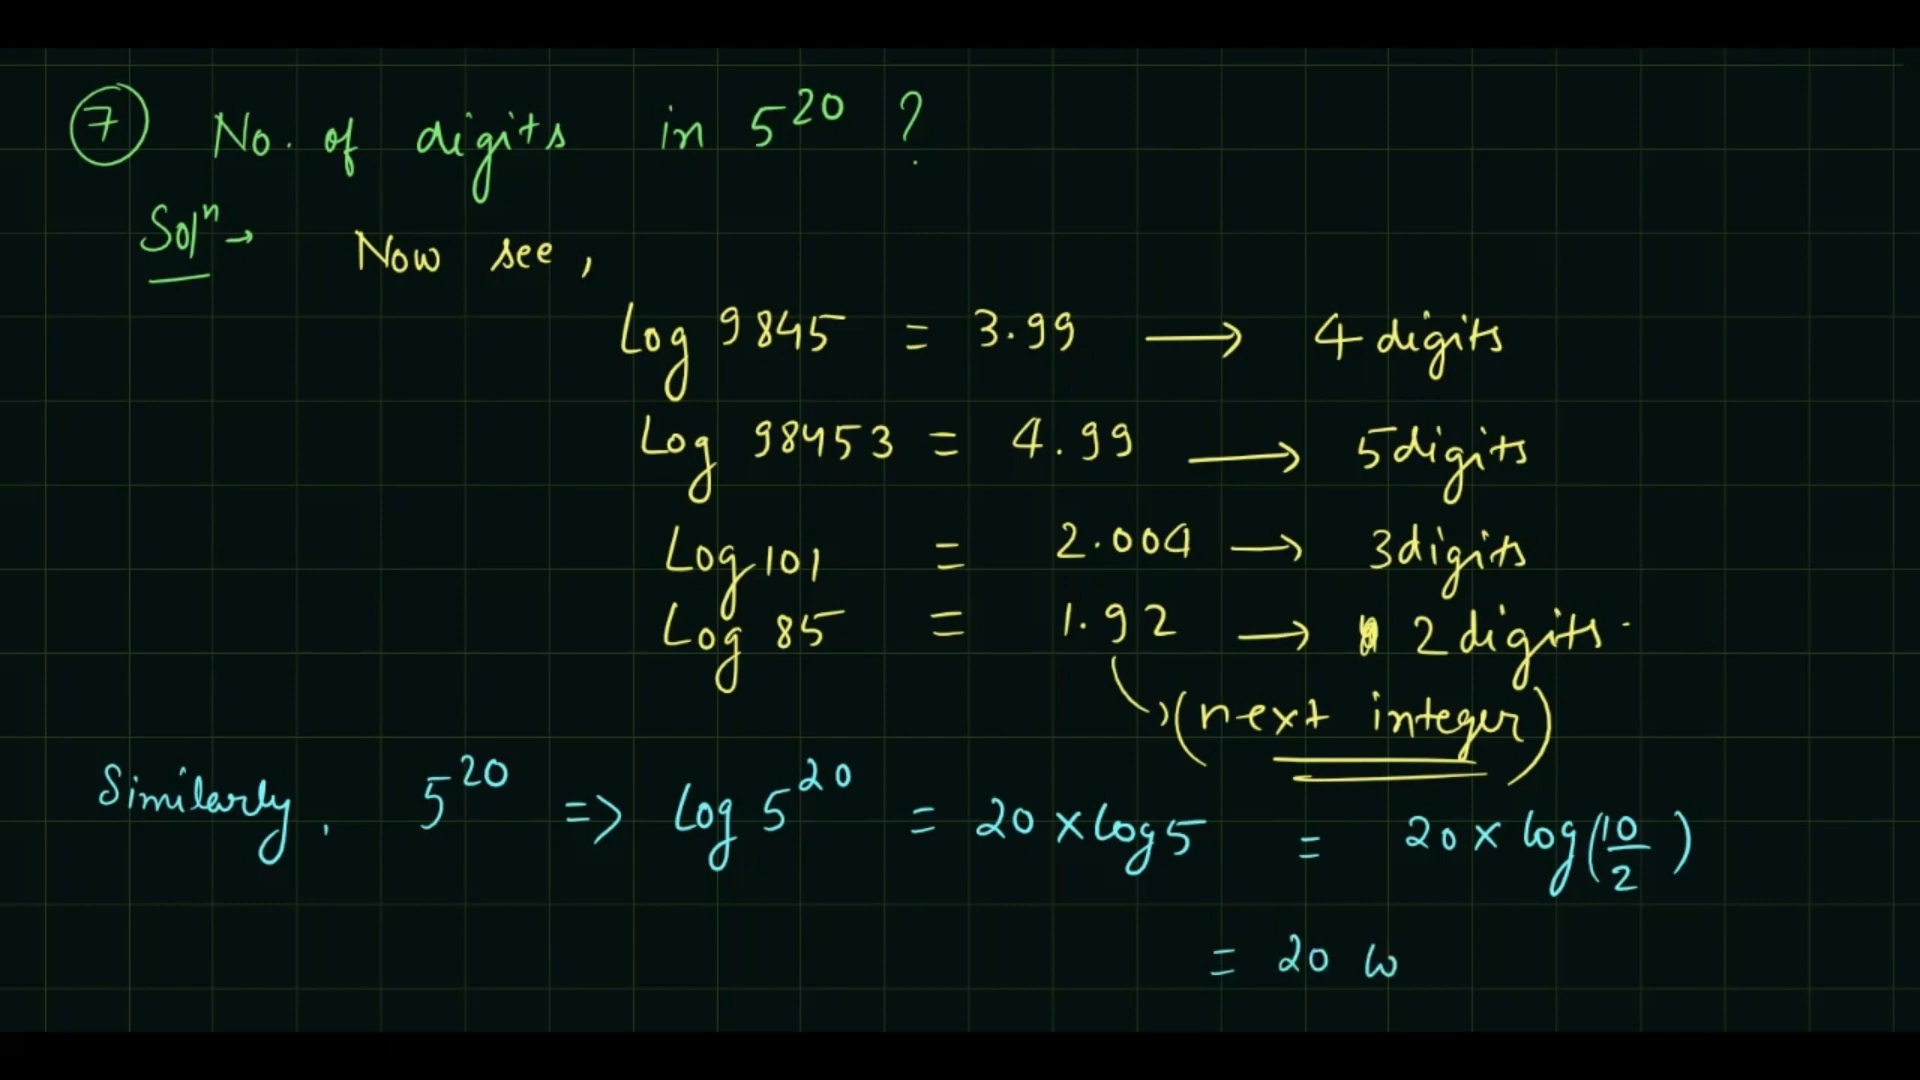 7 No. of digits in 5^20 ?
Sol^n → Now see ,
Log 9845 = 3.99 → 4 digits
Log 98453 = 4.99 → 5 digits
Log 101 = 2.004 → 3 digits
Log 85 = 1.92 → 2 digits.
(next integer)
Similarly, 5^20 => Log 5^20 = 20 × log 5 = 20 × log (10/2)
= 20